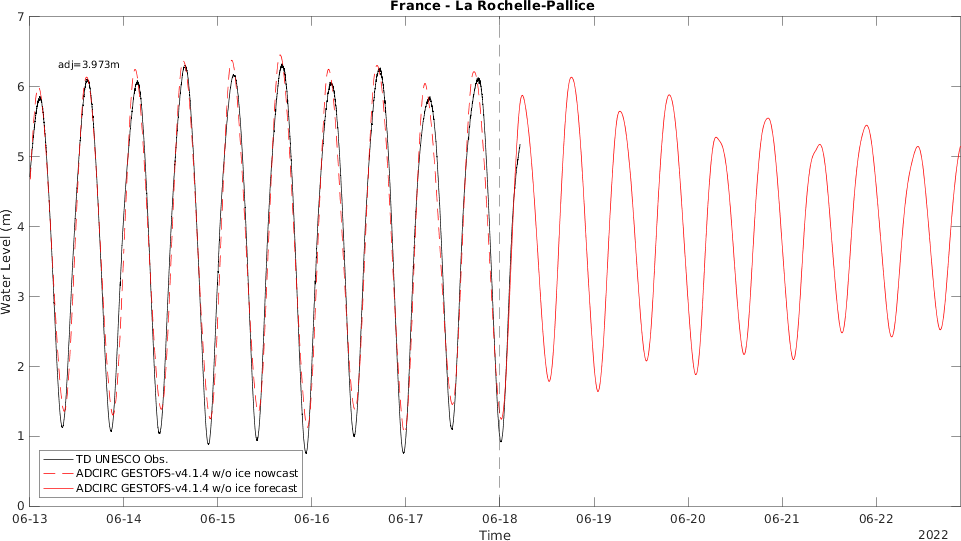 France - La Rochelle-Pallice
adj=3.973m
7
6
5
4
3
2
1
0
Water Level (m)
TD UNESCO Obs.
ADCIRC GESTOFS-v4.1.4 w/o ice nowcast
ADCIRC GESTOFS-v4.1.4 w/o ice forecast
06-13 06-14 06-15 06-16 06-17 06-18 06-19 06-20 06-21 06-22
Time
2022